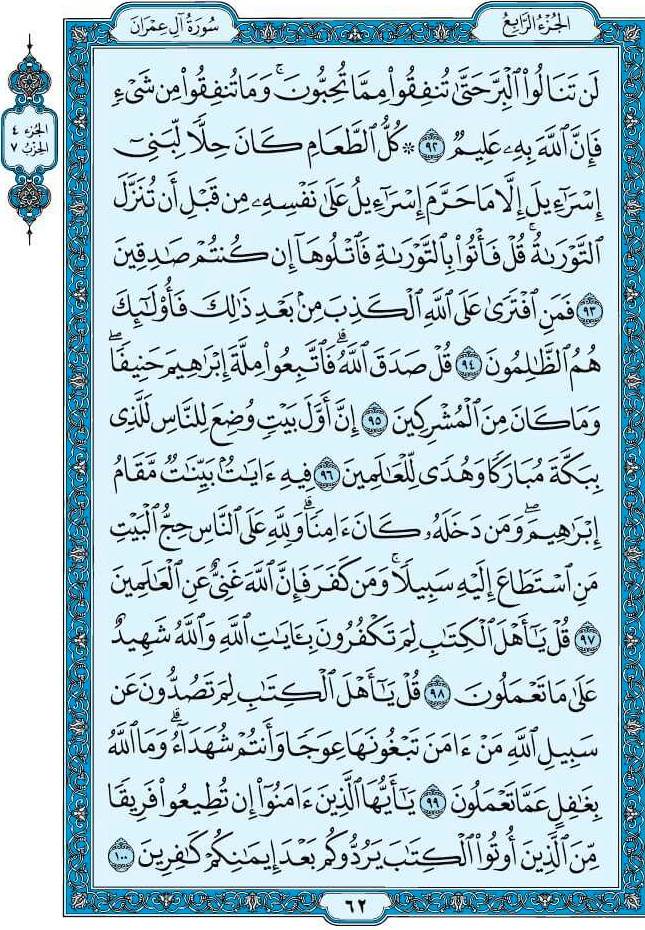 الجزء الرابع
سورة آل عمران
الجزء ٤
الحزب ٧
لَن تَنَالُوا۟ ٱلْبِرَّ حَتَّىٰ تُنفِقُوا۟ مِمَّا تُحِبُّونَ ۚ وَمَا تُنفِقُوا۟ مِن شَىْءٍ
فَإِنَّ ٱللَّهَ بِهِۦ عَلِيمٌ ٩٢ ۞ كُلُّ ٱلطَّعَامِ كَانَ حِلًّا لِّبَنِىٓ
إِسْرَٰٓءِيلَ إِلَّا مَا حَرَّمَ إِسْرَٰٓءِيلُ عَلَىٰ نَفْسِهِۦ مِن قَبْلِ أَن تُنَزَّلَ
ٱلتَّوْرَىٰةُ ۗ قُلْ فَأْتُوا۟ بِٱلتَّوْرَىٰةِ فَٱتْلُوهَآ إِن كُنتُمْ صَٰدِقِينَ
٩٣ فَمَنِ ٱفْتَرَىٰ عَلَى ٱللَّهِ ٱلْكَذِبَ مِنۢ بَعْدِ ذَٰلِكَ فَأُو۟لَٰٓئِكَ
هُمُ ٱلظَّٰلِمُونَ ٩٤ قُلْ صَدَقَ ٱللَّهُ ۗ فَٱتَّبِعُوا۟ مِلَّةَ إِبْرَٰهِيمَ حَنِيفًا ۖ
وَمَا كَانَ مِنَ ٱلْمُشْرِكِينَ ٩٥ إِنَّ أَوَّلَ بَيْتٍ وُضِعَ لِلنَّاسِ لَلَّذِى
بِبَكَّةَ مُبَارَكًا وَهُدًى لِّلْعَٰلَمِينَ ٩٦ فِيهِ ءَايَٰتٌۢ بَيِّنَٰتٌ مَّقَامُ
إِبْرَٰهِيمَ ۖ وَمَن دَخَلَهُۥ كَانَ ءَامِنًا ۗ وَلِلَّهِ عَلَى ٱلنَّاسِ حِجُّ ٱلْبَيْتِ
مَنِ ٱسْتَطَاعَ إِلَيْهِ سَبِيلًا ۚ وَمَن كَفَرَ فَإِنَّ ٱللَّهَ غَنِىٌّ عَنِ ٱلْعَٰلَمِينَ
٩٧ قُلْ يَٰٓأَهْلَ ٱلْكِتَٰبِ لِمَ تَكْفُرُونَ بِـَٔايَٰتِ ٱللَّهِ وَٱللَّهُ شَهِيدٌ
عَلَىٰ مَا تَعْمَلُونَ ٩٨ قُلْ يَٰٓأَهْلَ ٱلْكِتَٰبِ لِمَ تَصُدُّونَ عَن
سَبِيلِ ٱللَّهِ مَنْ ءَامَنَ تَبْغُونَهَا عِوَجًا وَأَنتُمْ شُهَدَآءُ ۗ وَمَا ٱللَّهُ
بِغَٰفِلٍ عَمَّا تَعْمَلُونَ ٩٩ يَٰٓأَيُّهَا ٱلَّذِينَ ءَامَنُوٓا۟ إِن تُطِيعُوا۟ فَرِيقًا
مِّنَ ٱلَّذِينَ أُوتُوا۟ ٱلْكِتَٰبَ يَرُدُّوكُم بَعْدَ إِيمَٰنِكُمْ كَٰفِرِينَ ١٠٠
٦٢